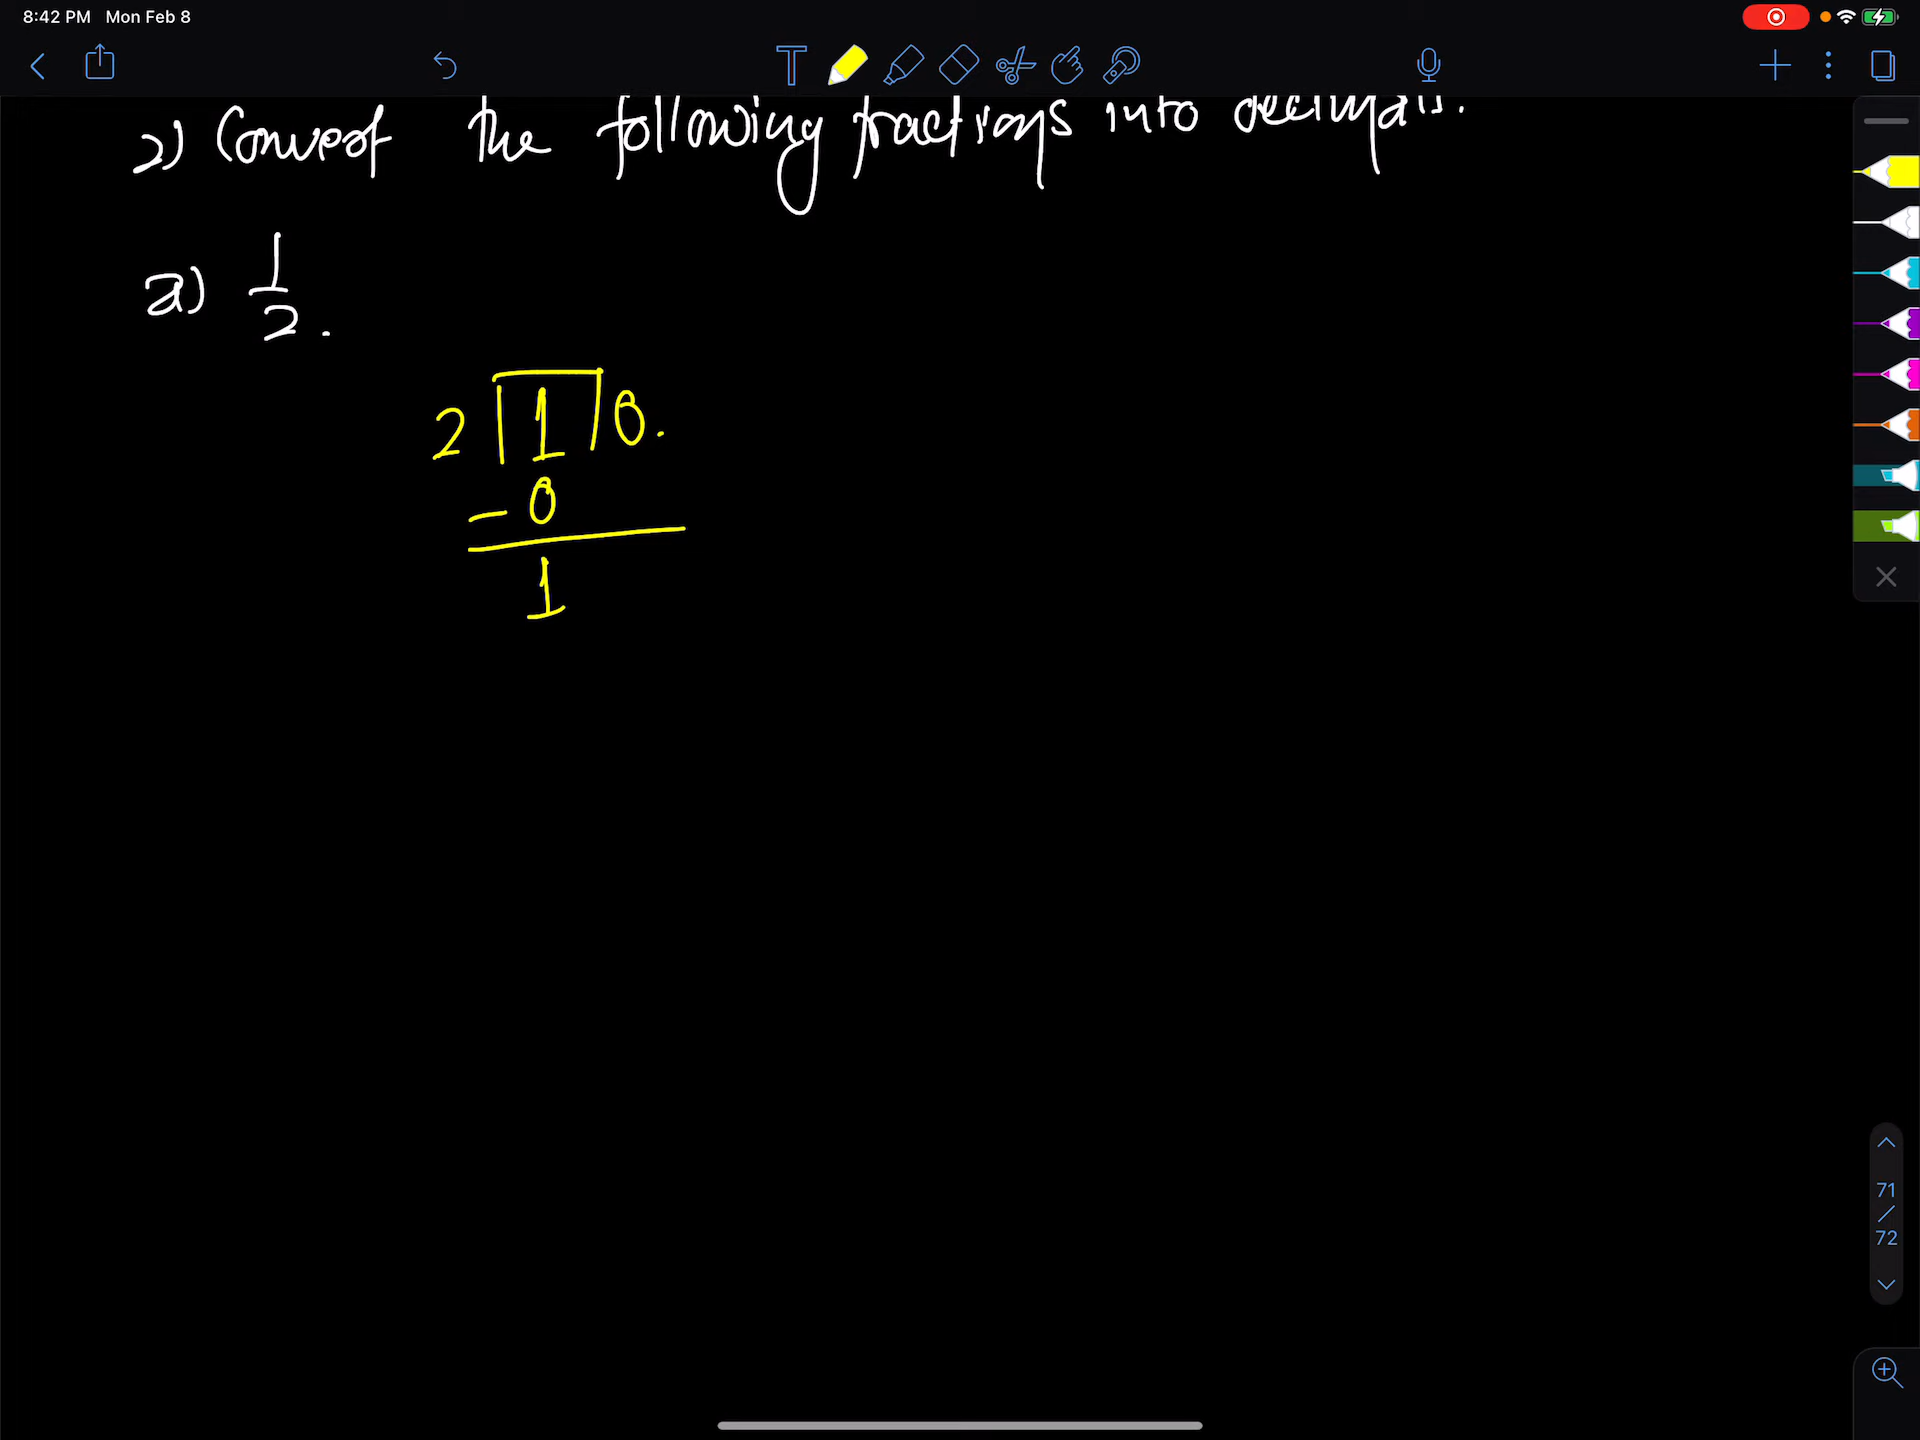 8:42 PM Mon Feb 8
2) Convert the following fractions into decimals.
a) 1/2.
2 1 0.
- 0
1
71
/
72